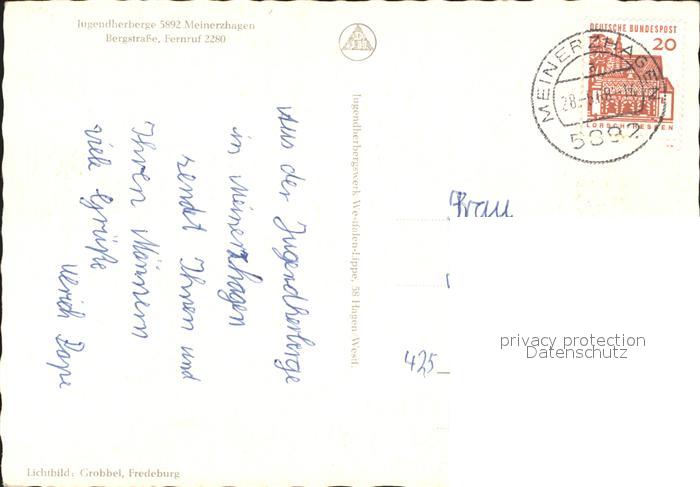 Jugendherberge 5892 Meinerzhagen
Bergstraße, Fernruf 2280
DEUTSCHE BUNDESPOST
20
LORSCH HESSEN
MEINERZHAGEN
5892
Aus der Jugendherberge
in Meinerzhagen
sendet Ihnen und
Ihren Männern
viele Grüße
Ulrich
Jugendherbergswerk Westfalen-Lippe, 58 Hagen Westf.
Frau
425
privacy protection
Datenschutz
Lichtbild: Grobbel, Fredeburg